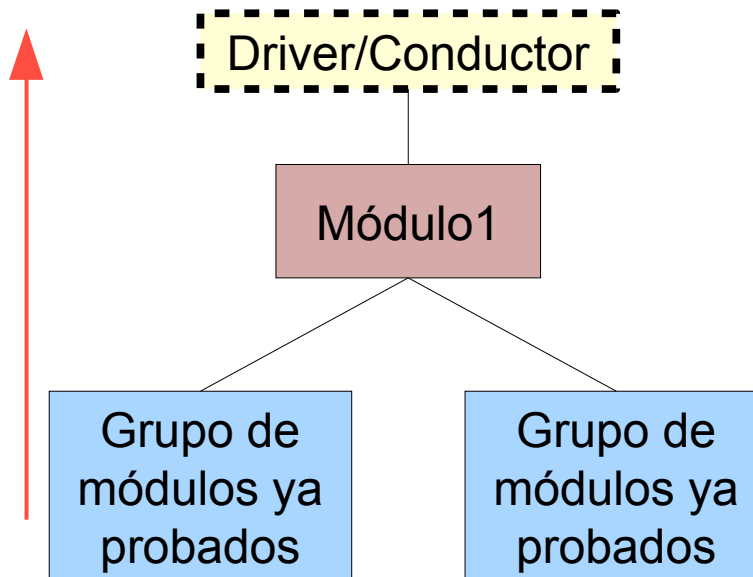 Driver/Conductor
Módulo1
Grupo de
módulos ya
probados
Grupo de
módulos ya
probados